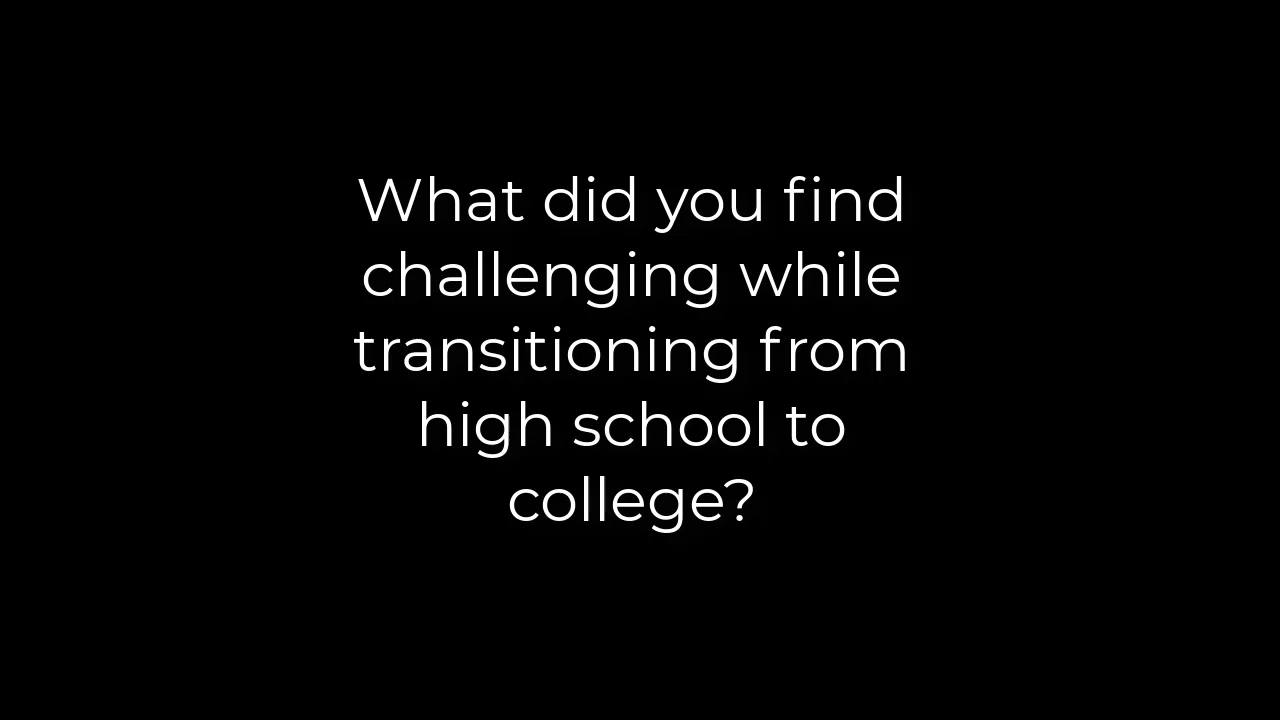 What did you find
challenging while
transitioning from
high school to
college?